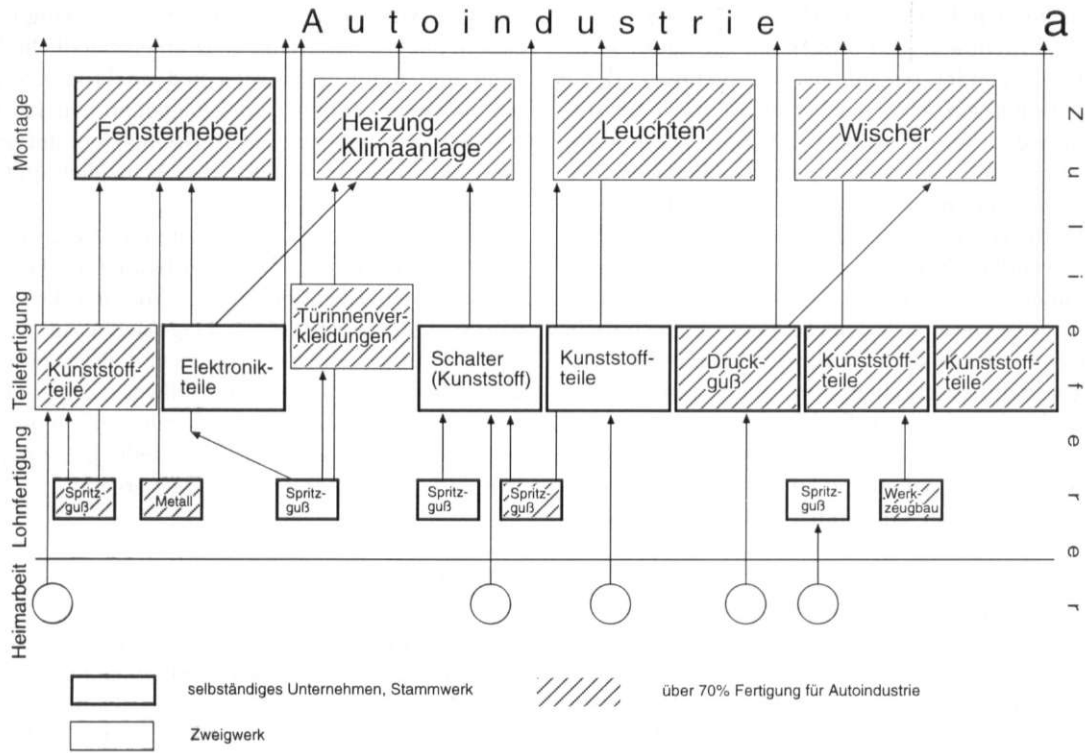 Autoindustrie
a
Montage
Fensterheber
Heizung
Klimaanlage
Leuchten
Wischer
Teilefertigung
Kunststoff-
teile
Elektronik-
teile
Türinnenver-
kleidungen
Schalter
(Kunststoff)
Kunststoff-
teile
Druck-
guß
Kunststoff-
teile
Kunststoff-
teile
Lohnfertigung
Spritz-
guß
Metall
Spritz-
guß
Spritz-
guß
Spritz-
guß
Spritz-
guß
Werk-
zeugbau
Heimarbeit
Zulieferer
selbständiges Unternehmen, Stammwerk
über 70% Fertigung für Autoindustrie
Zweigwerk